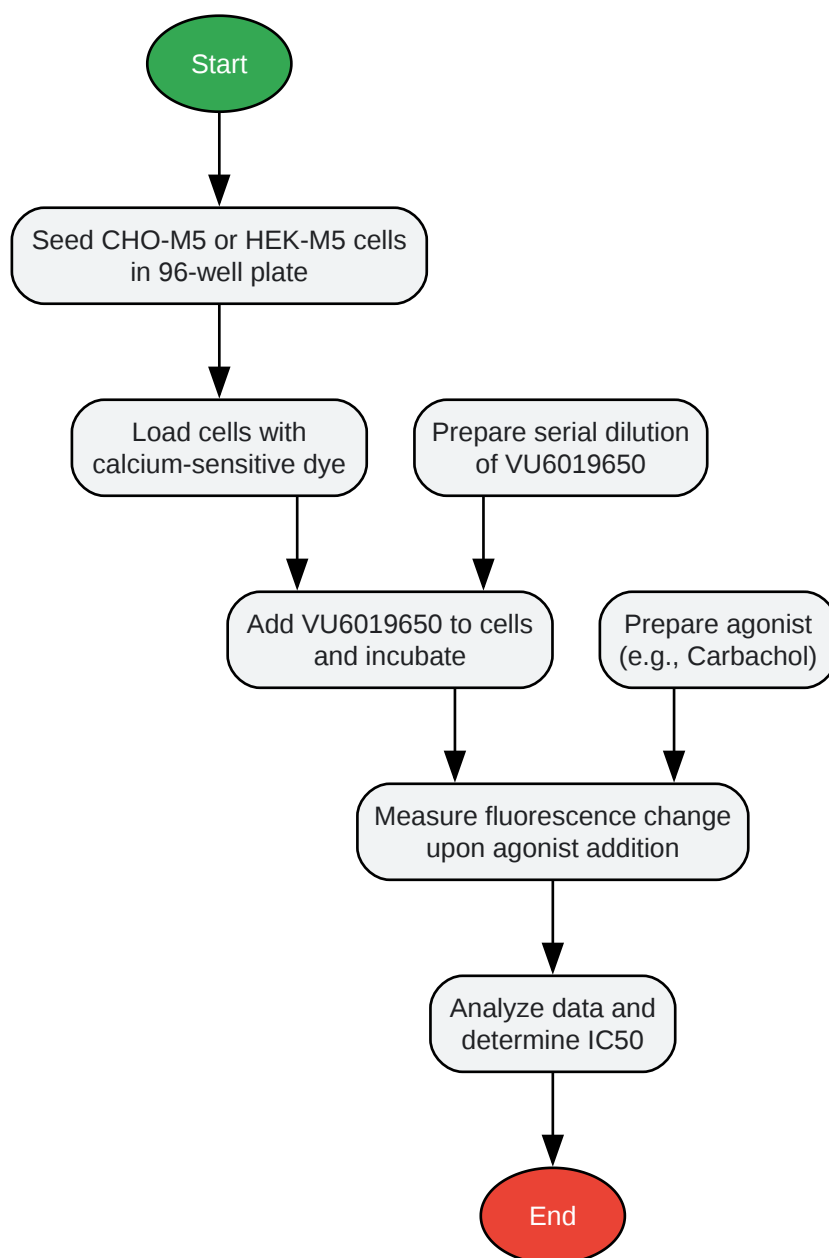 Start
Seed CHO-M5 or HEK-M5 cells
in 96-well plate
Load cells with
calcium-sensitive dye
Prepare serial dilution
of VU6019650
Add VU6019650 to cells
and incubate
Prepare agonist
(e.g., Carbachol)
Measure fluorescence change
upon agonist addition
Analyze data and
determine IC50
End